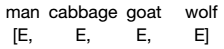 man cabbage goat wolf
[E, E, E, E]